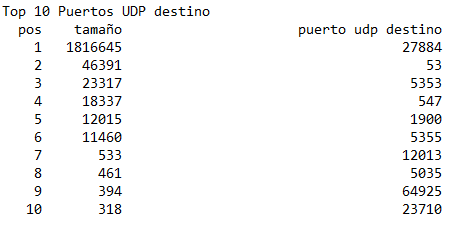 Top 10 Puertos UDP destino
pos tamaño puerto udp destino
1 1816645 27884
2 46391 53
3 23317 5353
4 18337 547
5 12015 1900
6 11460 5355
7 533 12013
8 461 5035
9 394 64925
10 318 23710